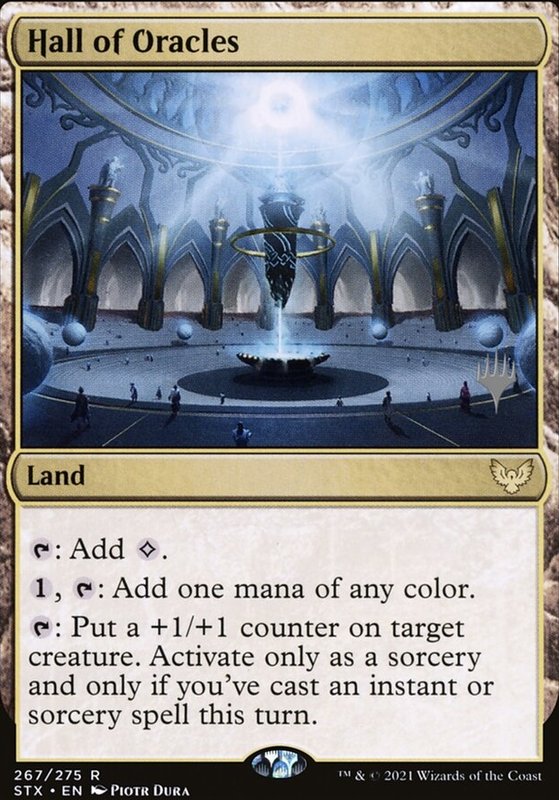 Hall of Oracles
Land
: Add .
1, : Add one mana of any color.
: Put a +1/+1 counter on target
creature. Activate only as a sorcery
and only if you've cast an instant or
sorcery spell this turn.
267/275 R
STX • EN Piotr Dura
™ & © 2021 Wizards of the Coast